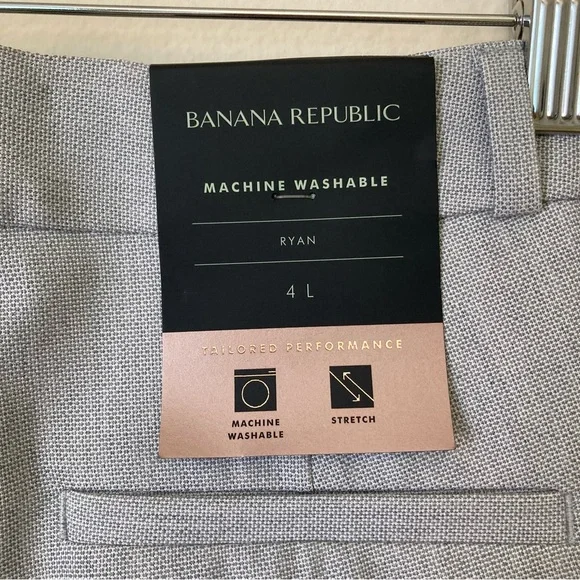 BANANA REPUBLIC
MACHINE WASHABLE
RYAN
4 L
TAILORED PERFORMANCE
MACHINE
WASHABLE
STRETCH